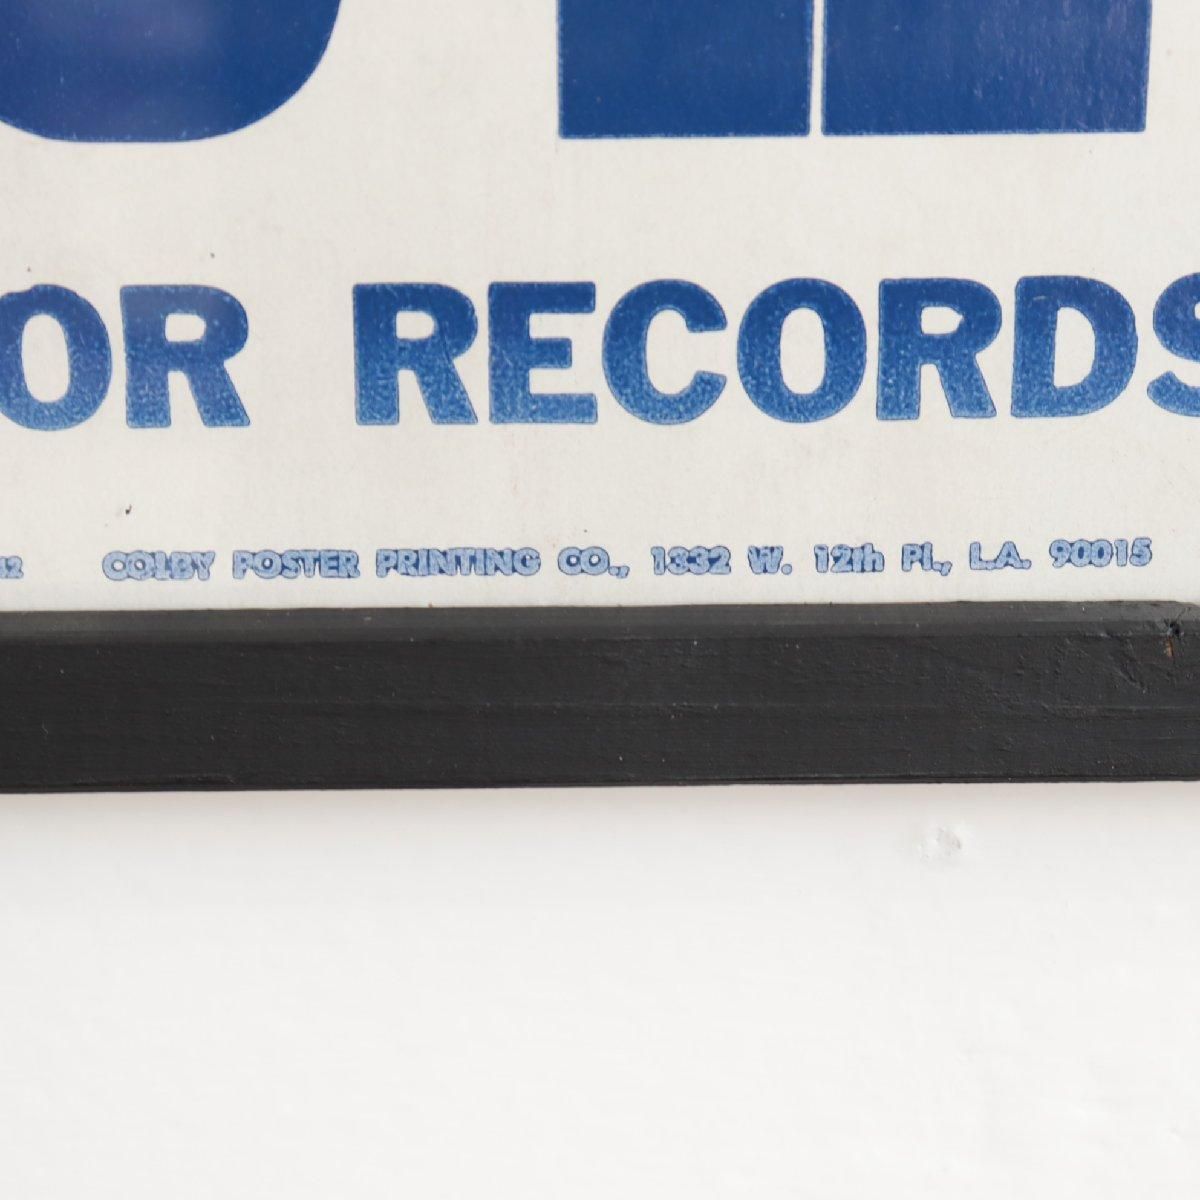 OR RECORDS
COLBY POSTER PRINTING CO., 1332 W. 12th Pl., L.A. 90015